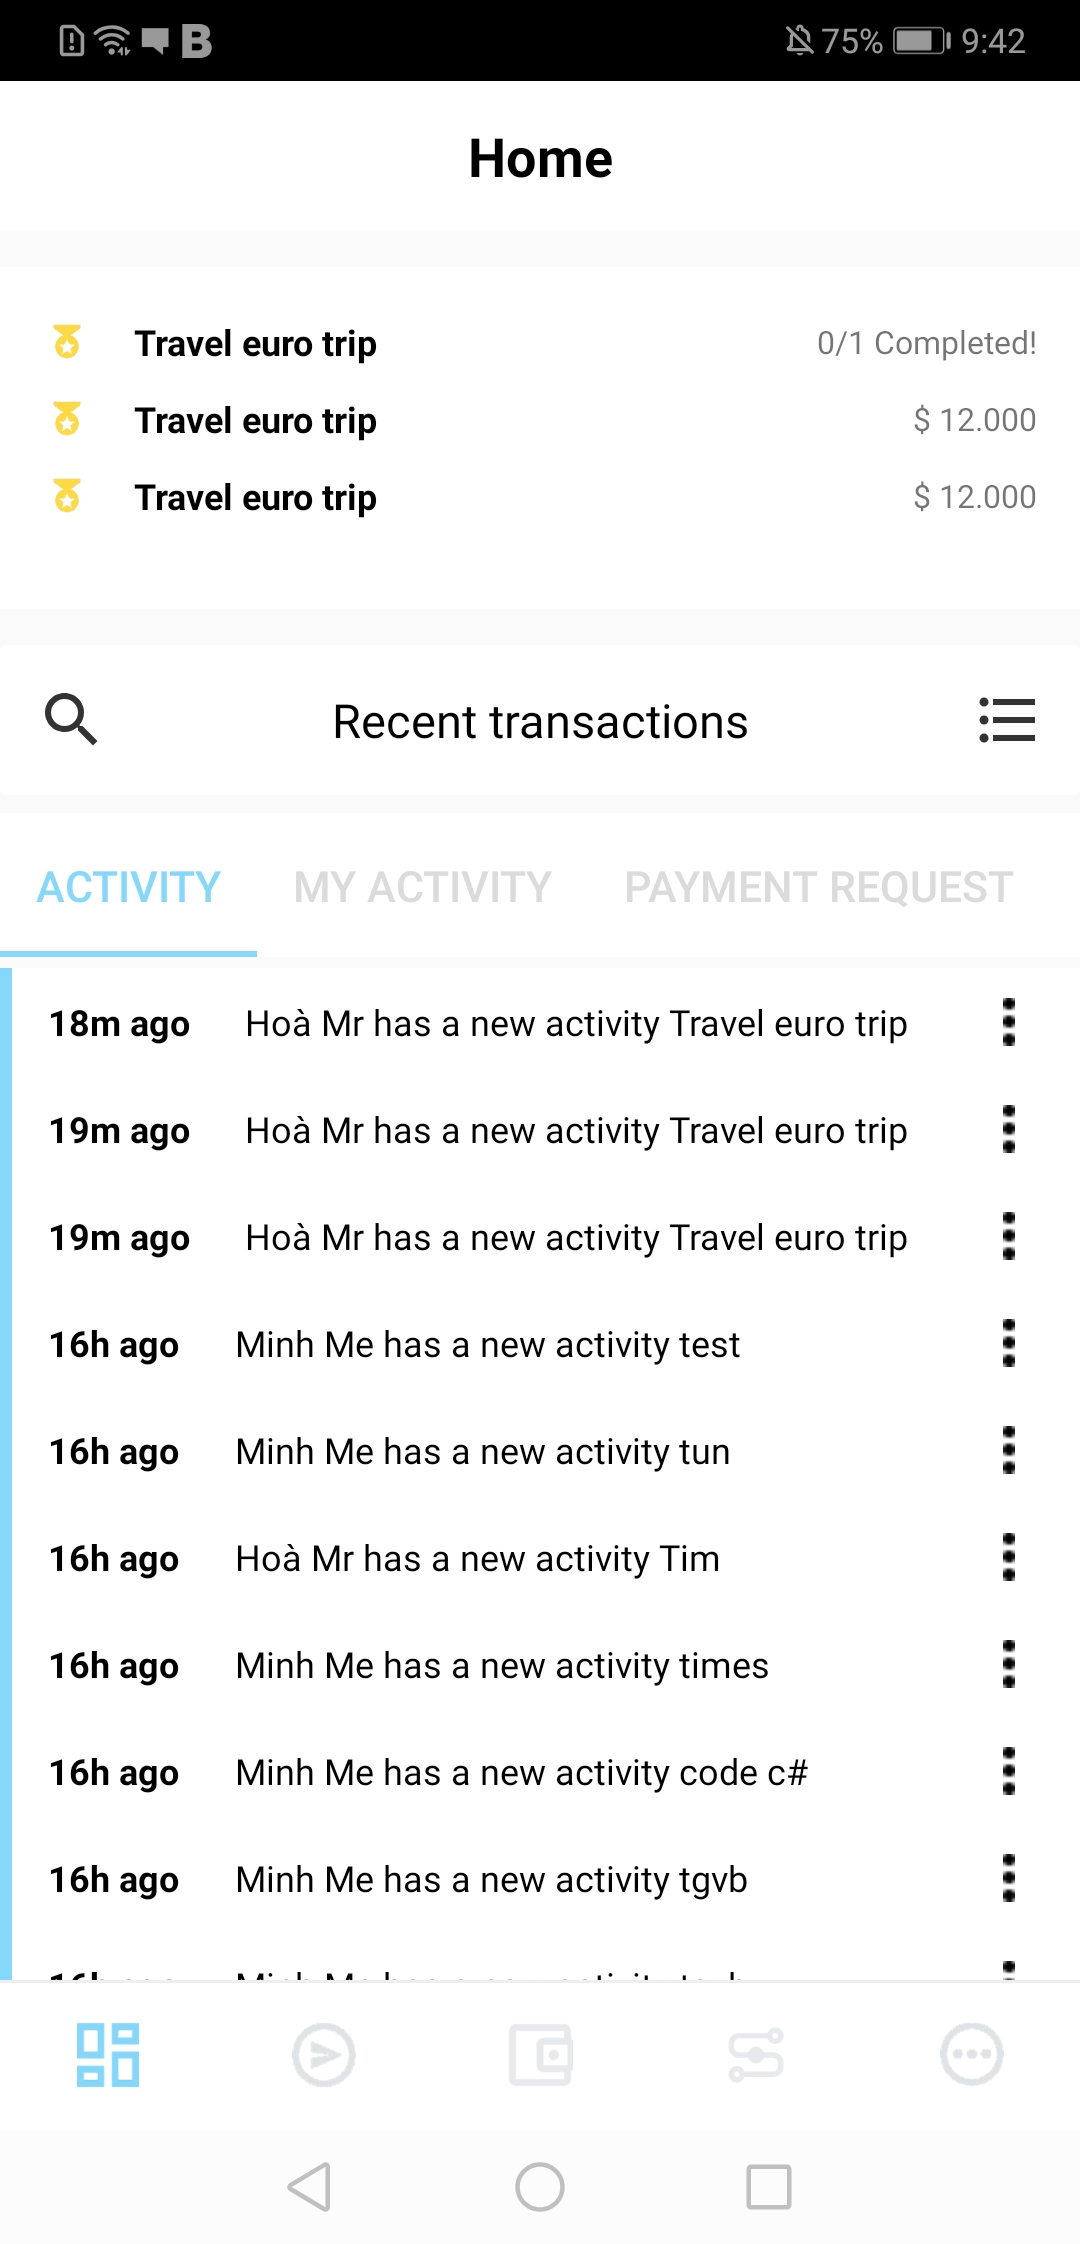 75% 9:42
Home
Travel euro trip 0/1 Completed!
Travel euro trip $ 12.000
Travel euro trip $ 12.000
Recent transactions
ACTIVITY MY ACTIVITY PAYMENT REQUEST
18m ago Hoà Mr has a new activity Travel euro trip
19m ago Hoà Mr has a new activity Travel euro trip
19m ago Hoà Mr has a new activity Travel euro trip
16h ago Minh Me has a new activity test
16h ago Minh Me has a new activity tun
16h ago Hoà Mr has a new activity Tim
16h ago Minh Me has a new activity times
16h ago Minh Me has a new activity code c#
16h ago Minh Me has a new activity tgvb